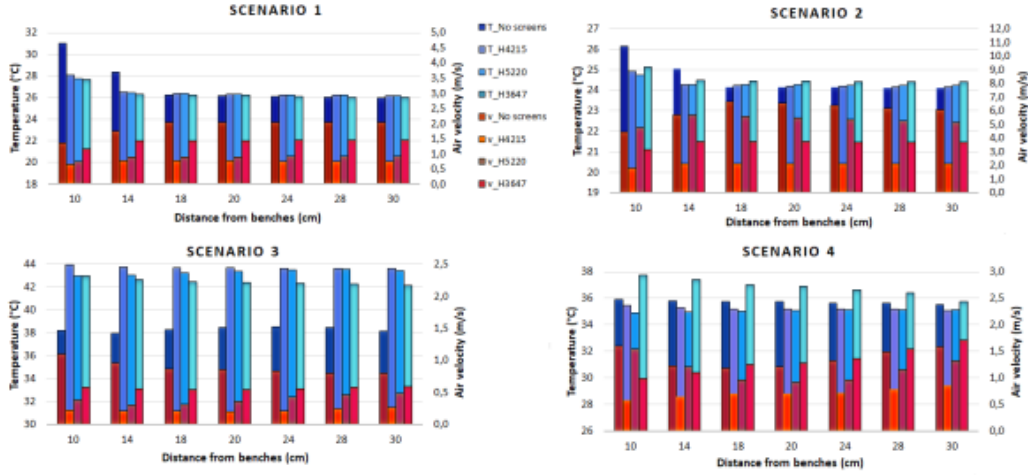 SCENARIO 1
Temperature (°C)
32
30
28
26
24
22
20
18
5,0
4,5
4,0
3,5
3,0
2,5
2,0
1,5
1,0
0,5
0,0
Air velocity (m/s)
10 14 18 20 24 28 30
Distance from benches (cm)
T_No screens
T_H4215
T_H5220
T_H3647
v_No screens
v_H4215
v_H5220
v_H3647
SCENARIO 2
Temperature (°C)
27
26
25
24
23
22
21
20
19
12,0
11,0
10,0
9,0
8,0
7,0
6,0
5,0
4,0
3,0
2,0
1,0
0,0
Air velocity (m/s)
10 14 18 20 24 28 30
Distance from benches (cm)
SCENARIO 3
Temperature (°C)
44
42
40
38
36
34
32
30
2,5
2,0
1,5
1,0
0,5
0,0
Air velocity (m/s)
10 14 18 20 24 28 30
Distance from benches (cm)
SCENARIO 4
Temperature (°C)
38
36
34
32
30
28
26
3,0
2,5
2,0
1,5
1,0
0,5
0,0
Air velocity (m/s)
10 14 18 20 24 28 30
Distance from benches (cm)